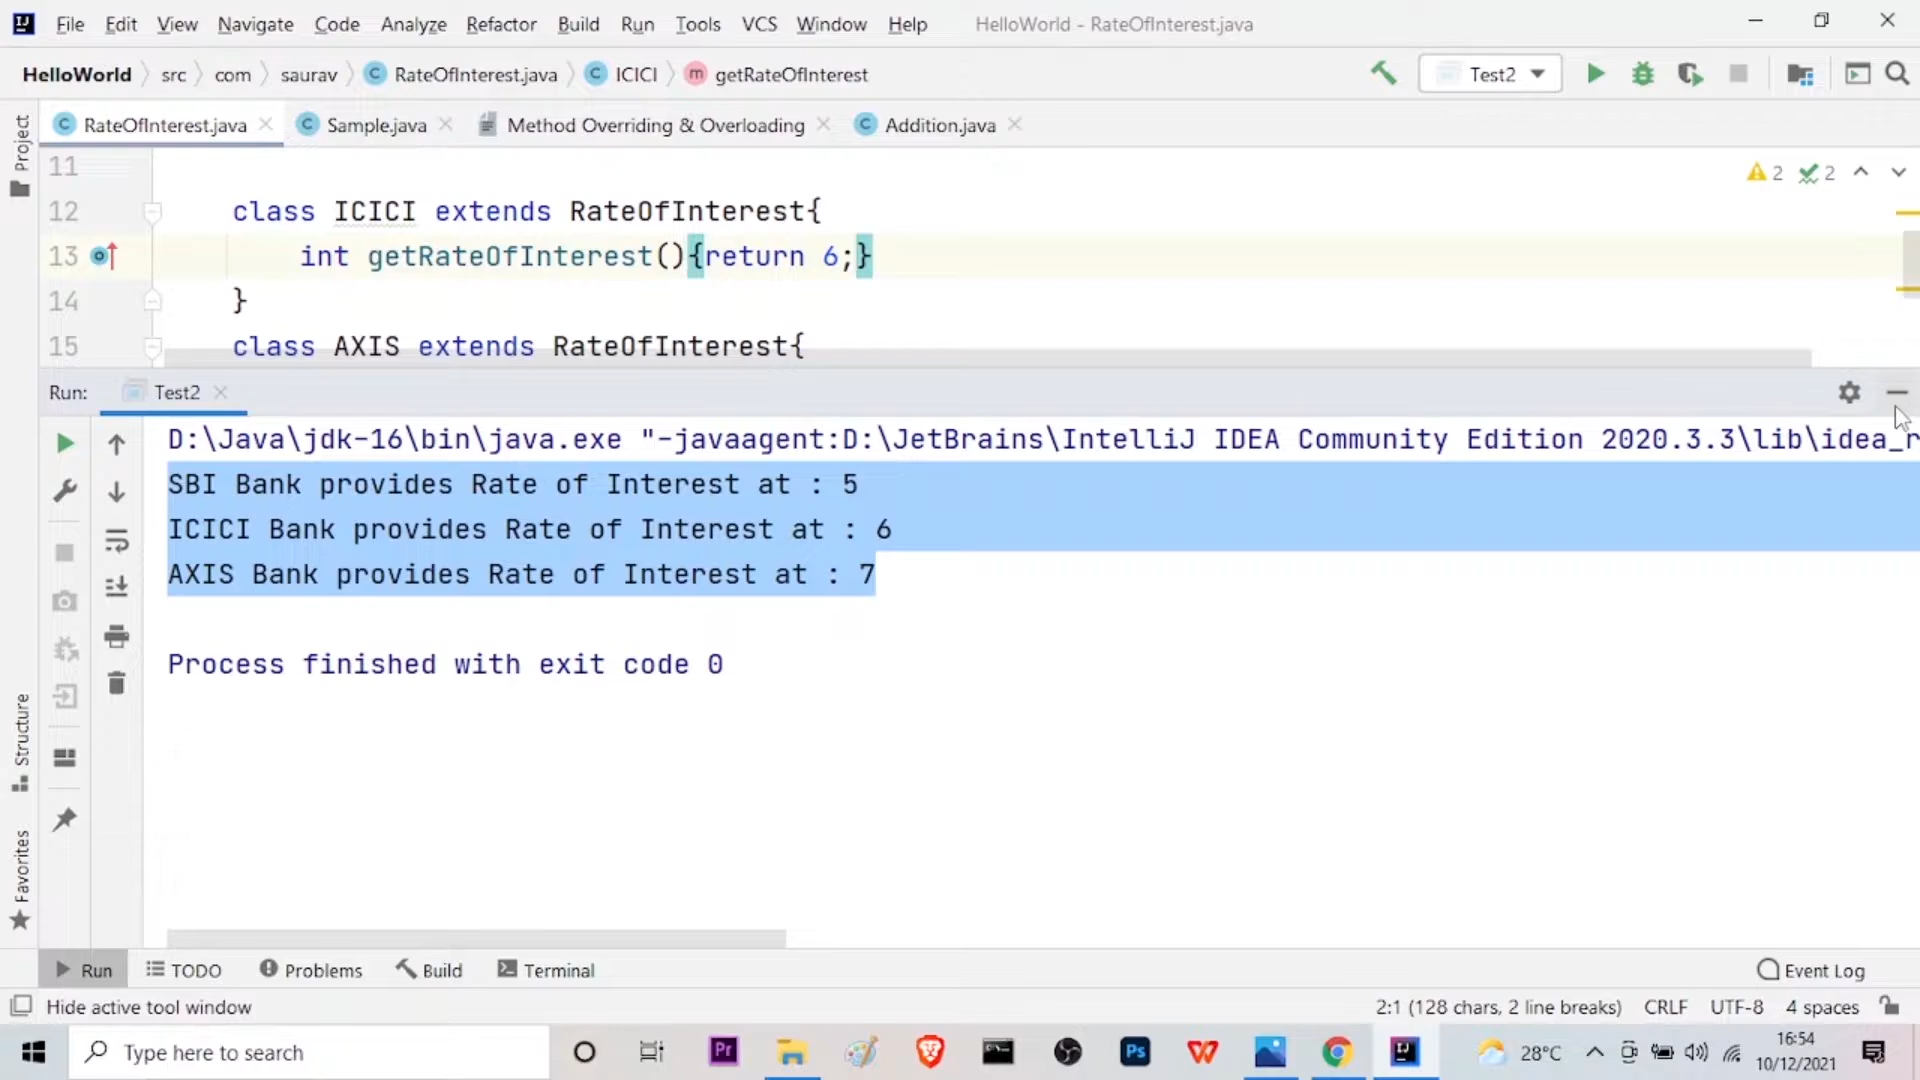 File Edit View Navigate Code Analyze Refactor Build Run Tools VCS Window Help HelloWorld - RateOfInterest.java
HelloWorld src com saurav RateOfInterest.java ICICI getRateOfInterest Test2
RateOfInterest.java Sample.java Method Overriding & Overloading Addition.java
Project
11
2 2
12 class ICICI extends RateOfInterest{
13 int getRateOfInterest(){return 6;}
14 }
15 class AXIS extends RateOfInterest{
Run: Test2
D:\Java\jdk-16\bin\java.exe "-javaagent:D:\JetBrains\IntelliJ IDEA Community Edition 2020.3.3\lib\idea_r
SBI Bank provides Rate of Interest at : 5
ICICI Bank provides Rate of Interest at : 6
AXIS Bank provides Rate of Interest at : 7
Process finished with exit code 0
Structure
Favorites
Run TODO Problems Build Terminal Event Log
Hide active tool window 2:1 (128 chars, 2 line breaks) CRLF UTF-8 4 spaces
Type here to search Pr Ps W 28°C 16:54
10/12/2021